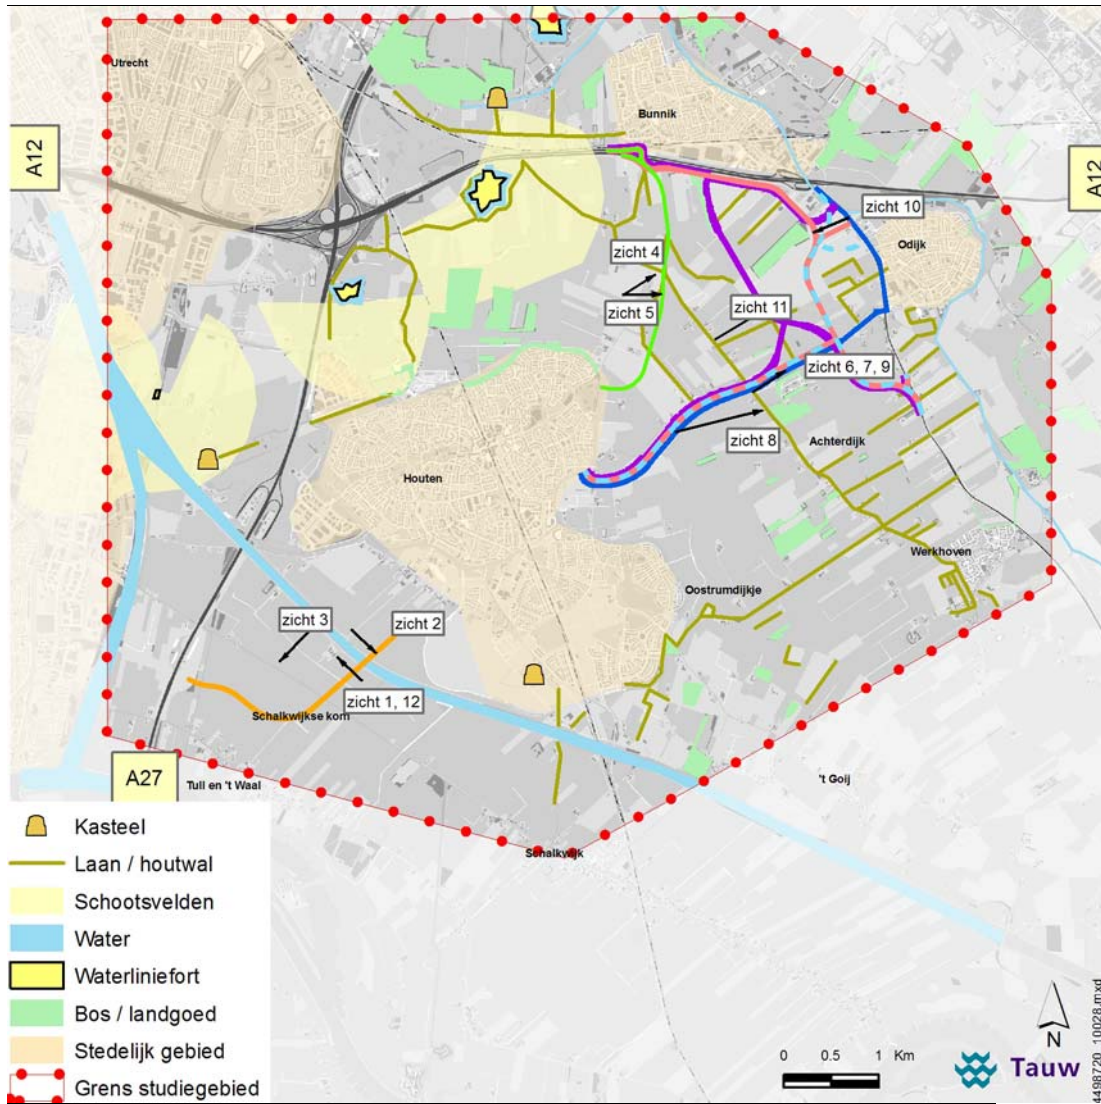 Utrecht
Bunnik
A12
A12
zicht 10
Odijk
zicht 4
zicht 5
zicht 11
zicht 6, 7, 9
zicht 8
Achterdijk
Houten
Werkhoven
Oostrumdijkje
zicht 3
zicht 2
zicht 1, 12
Schalkwijkse kom
A27
Tull en 't Waal
't Goij
Schalkwijk
Kasteel
Laan / houtwal
Schootsvelden
Water
Waterliniefort
Bos / landgoed
Stedelijk gebied
Grens studiegebied
0 0.5 1 Km
N
Tauw
4498720_10028.mxd